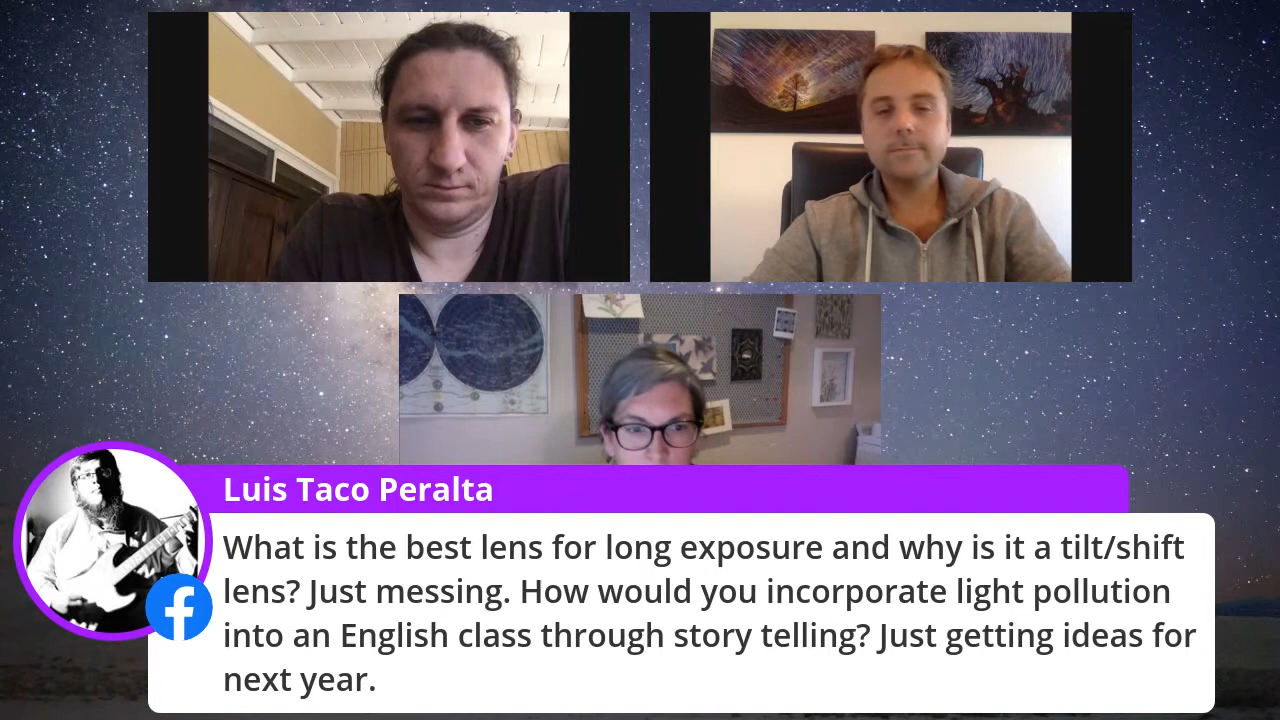 Luis Taco Peralta
What is the best lens for long exposure and why is it a tilt/shift
lens? Just messing. How would you incorporate light pollution
into an English class through story telling? Just getting ideas for
next year.